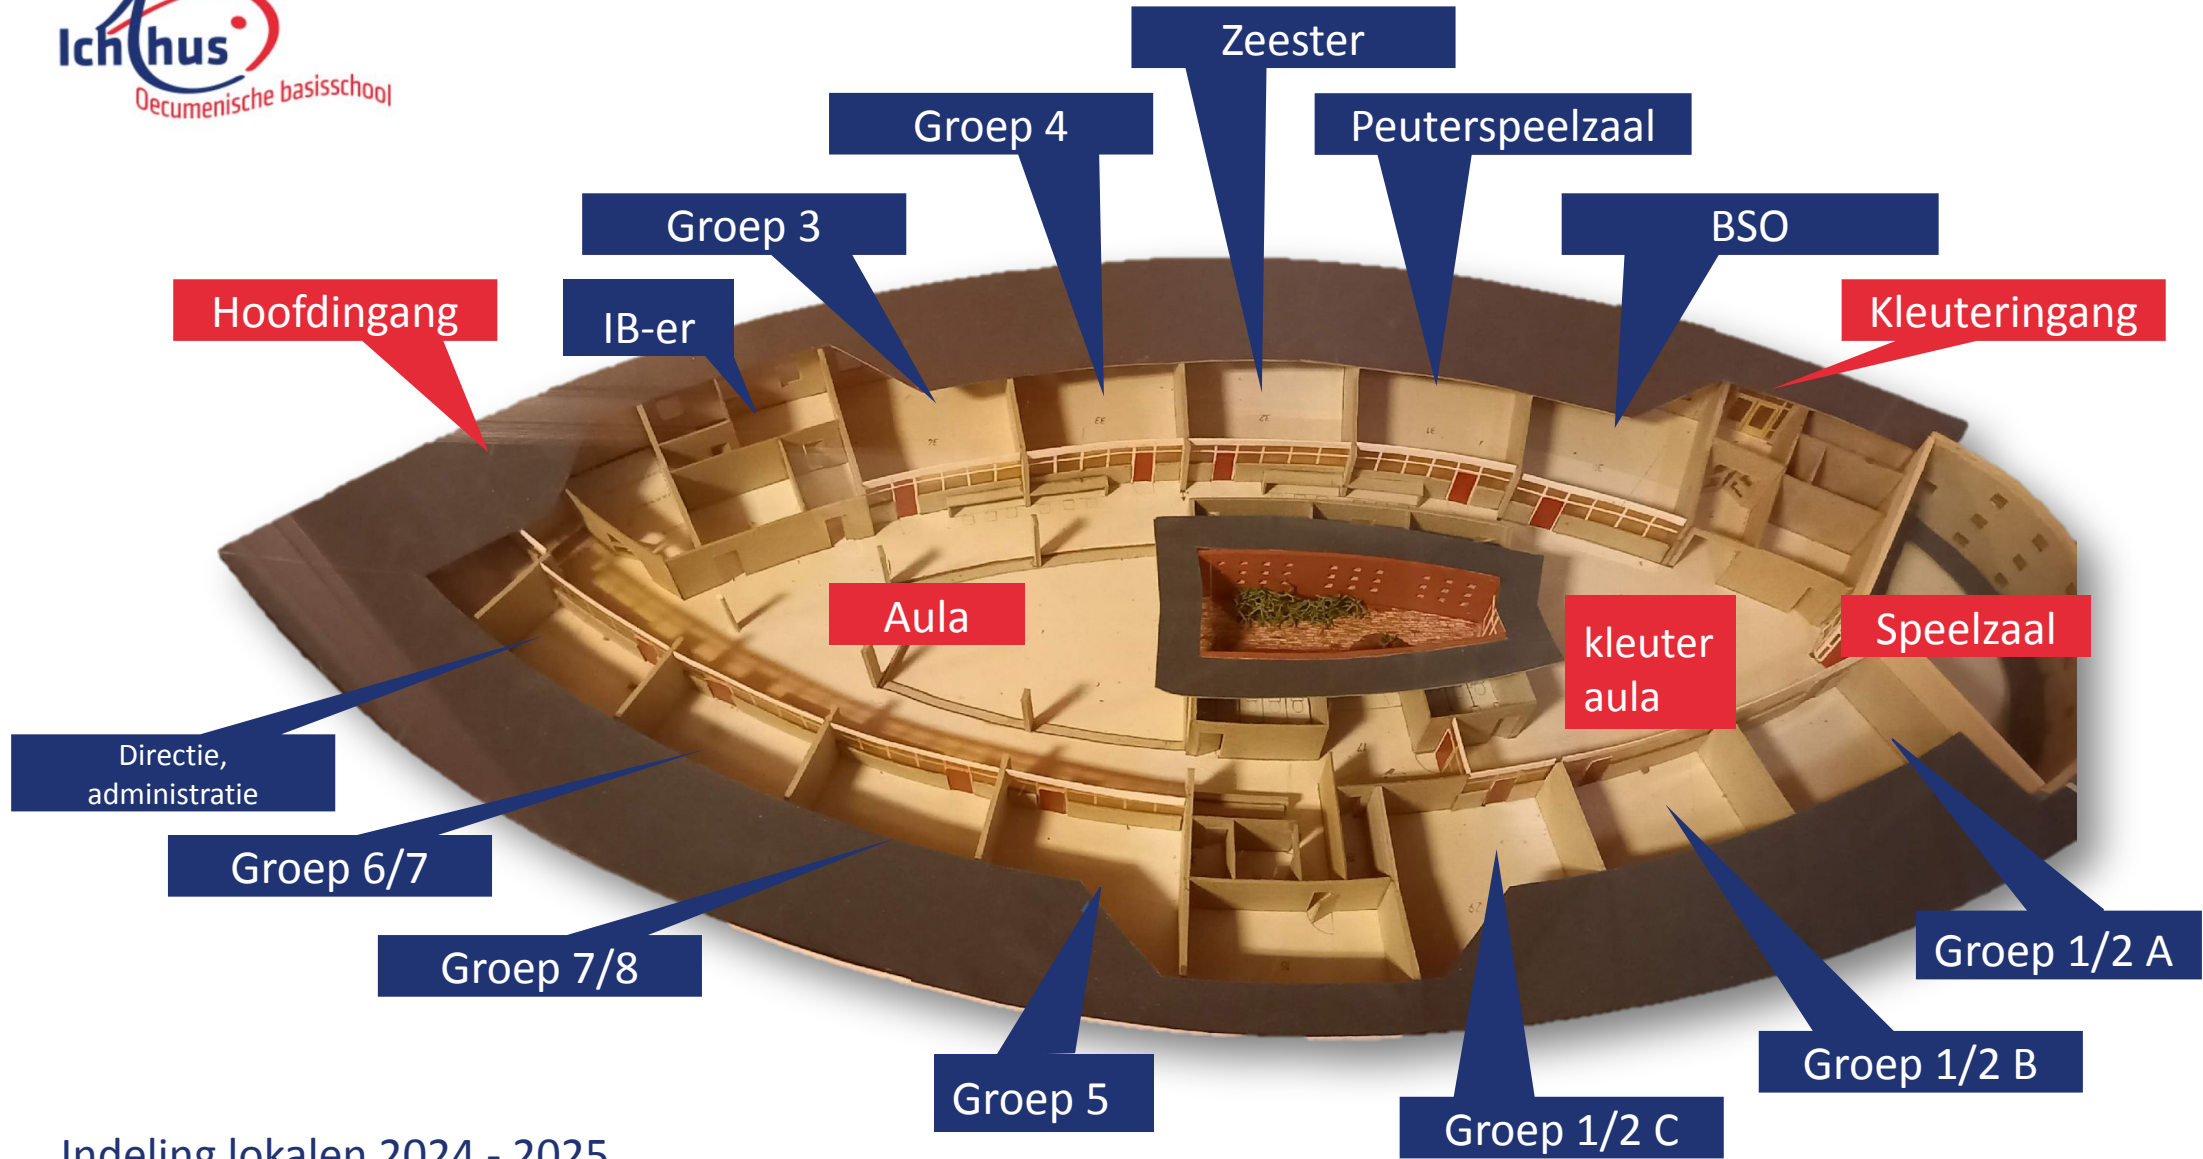 Ichthus
Oecumenische basisschool
Zeester
Groep 4
Peuterspeelzaal
Groep 3
BSO
Hoofdingang
IB-er
Kleuteringang
Aula
kleuter
aula
Speelzaal
Directie,
administratie
Groep 6/7
Groep 7/8
Groep 5
Groep 1/2 A
Groep 1/2 B
Groep 1/2 C
Indeling lokalen 2024 - 2025